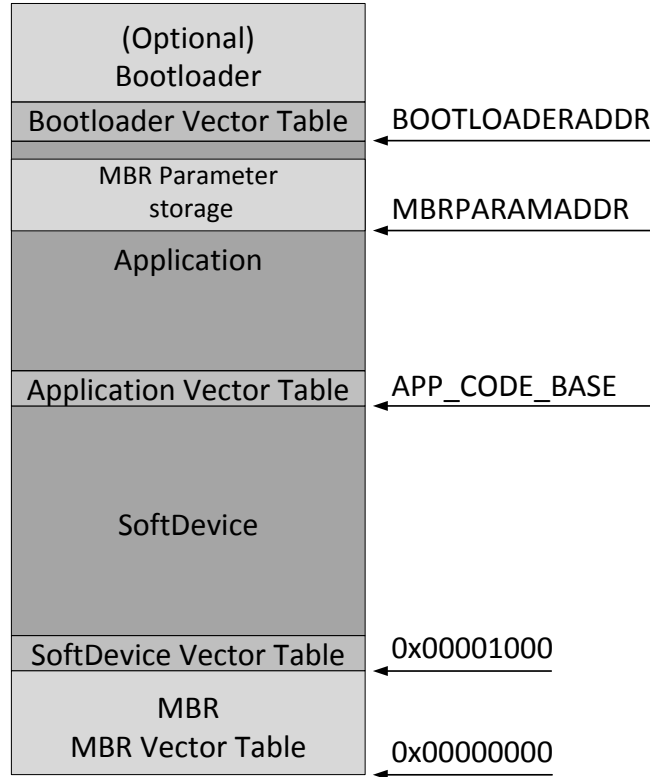 (Optional)
Bootloader
Bootloader Vector Table
BOOTLOADERADDR
MBR Parameter
storage
MBRPARAMADDR
Application
Application Vector Table
APP_CODE_BASE
SoftDevice
SoftDevice Vector Table
0x00001000
MBR
MBR Vector Table
0x00000000